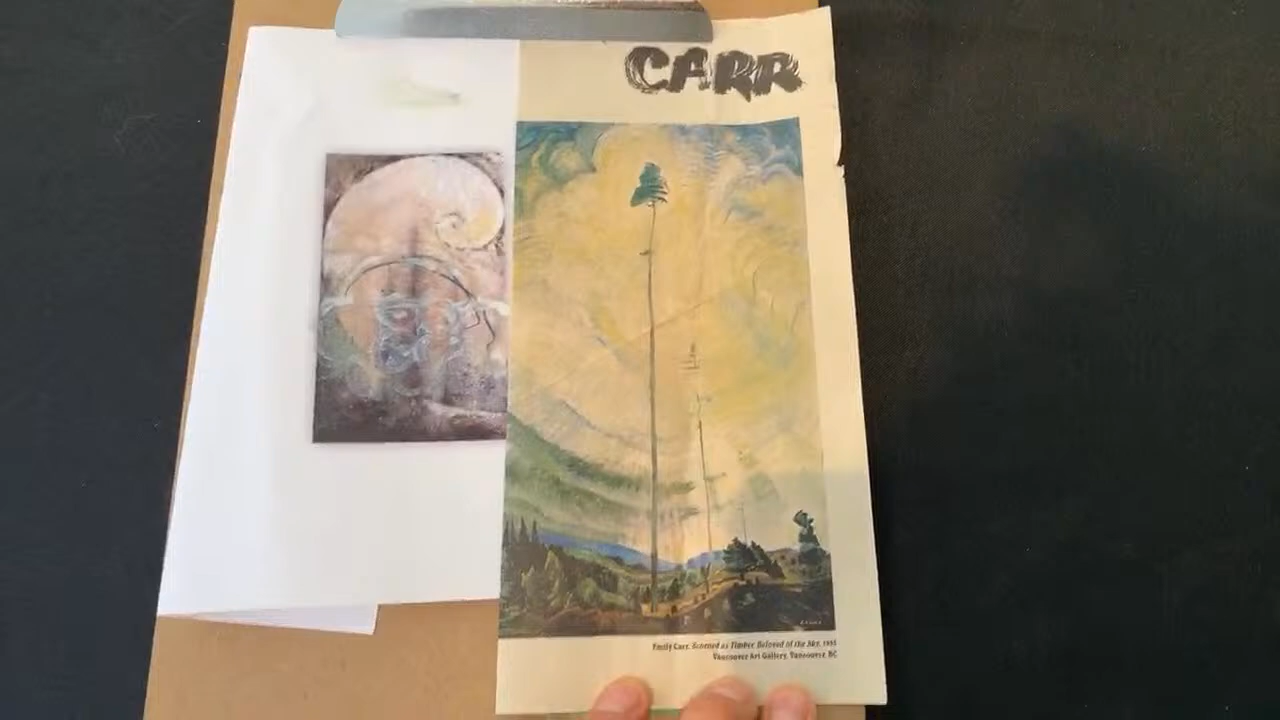 CARR
Emily Carr, Scorned as Timber, Beloved of the Sky, 1935
Vancouver Art Gallery, Vancouver, BC